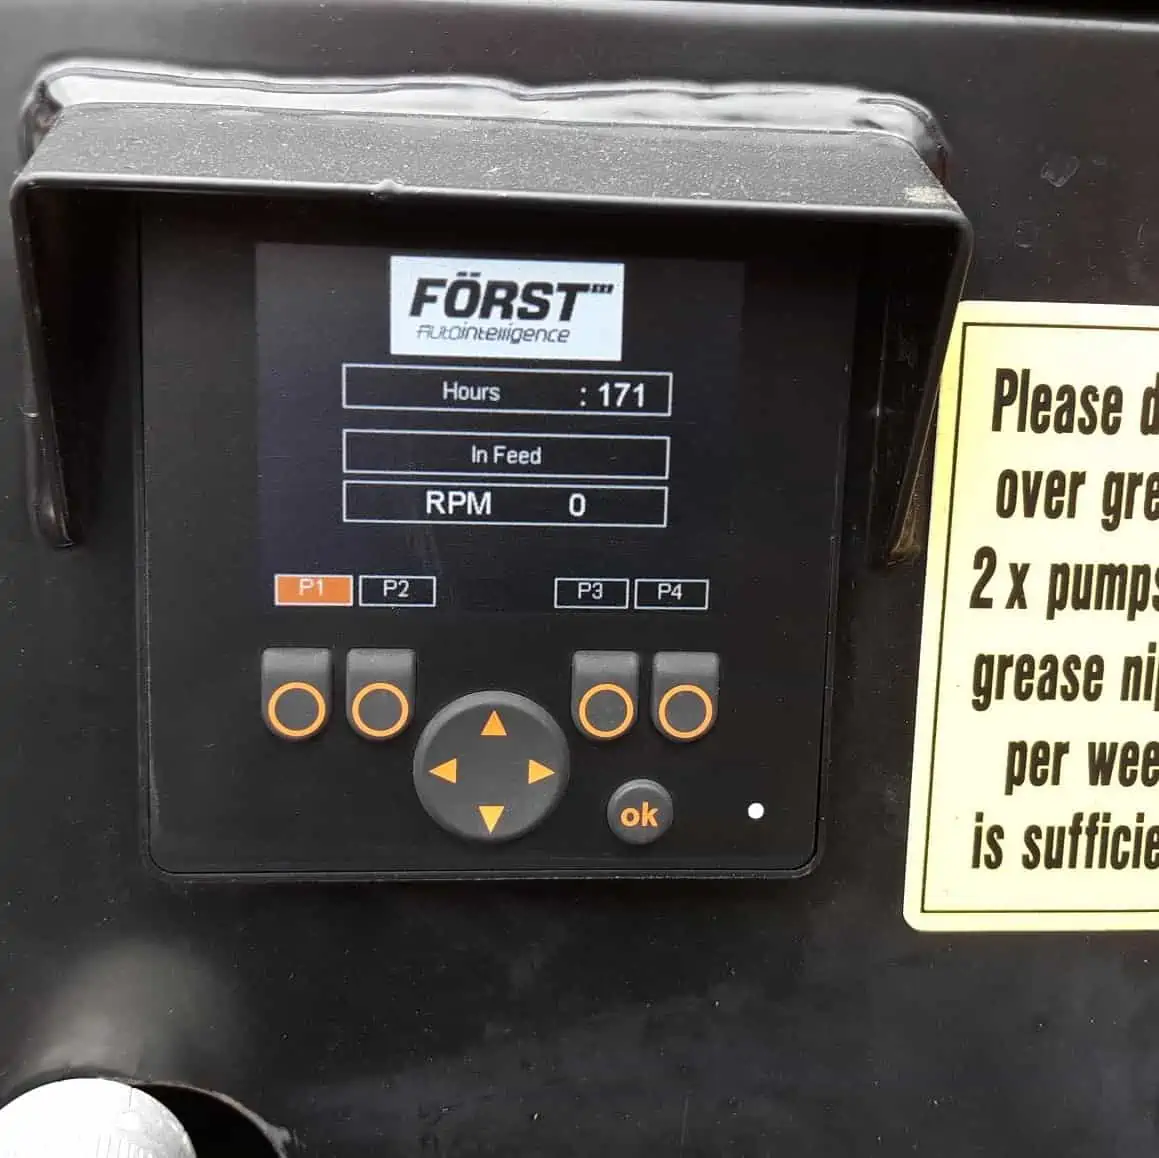 FÖRST
Autointelligence
Hours : 171
In Feed
RPM 0
P1 P2 P3 P4
ok
Please
over
2 x pumps
grease
per
is